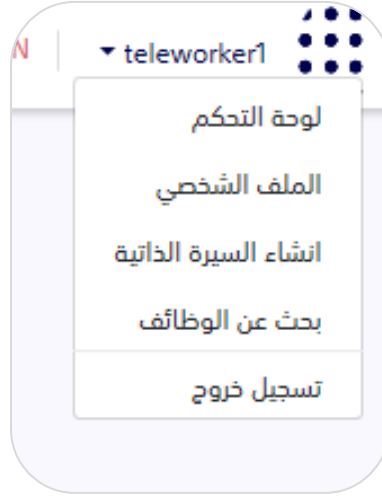 teleworker1
N
لوحة التحكم
الملف الشخصي
انشاء السيرة الذاتية
بحث عن الوظائف
تسجيل خروج